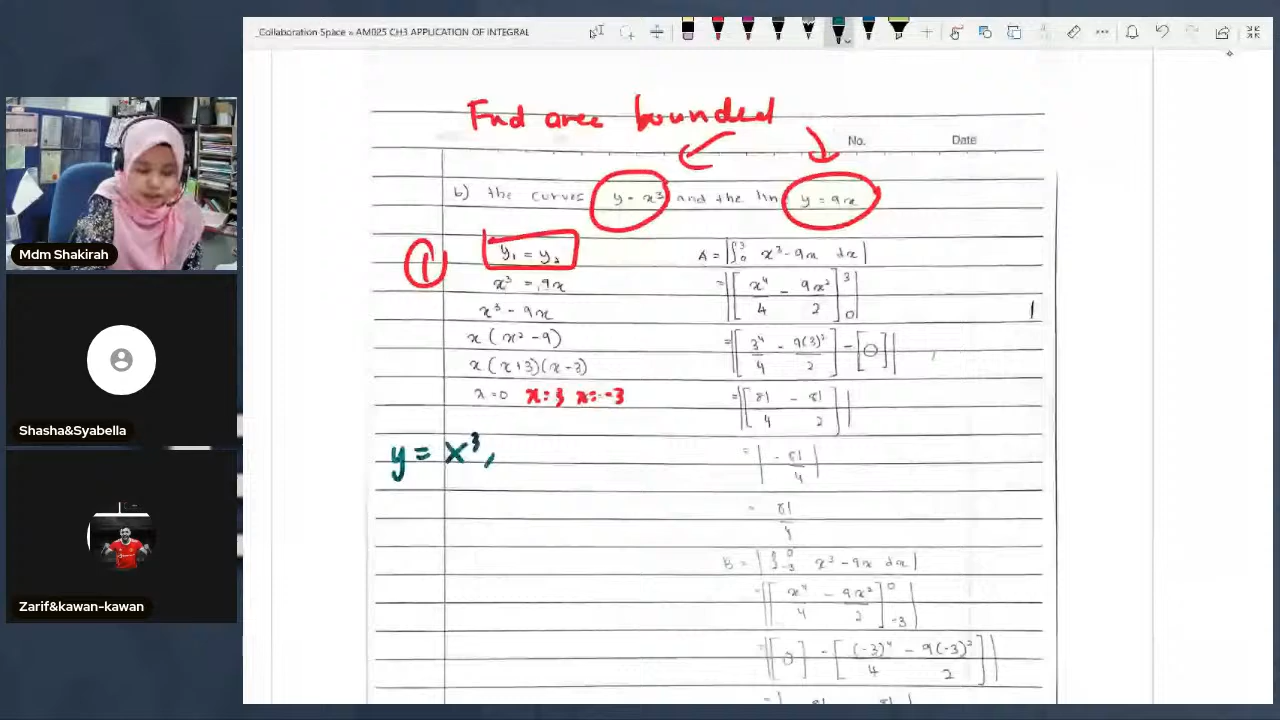 Collaboration Space » AM025 CH3 APPLICATION OF INTEGRAL
Find area bounded
No. Date
b) the curves y = x³ and the line y = 9x
① y₁ = y₂
x³ = 9x
x³ - 9x
x (x² - 9)
x (x+3)(x-3)
x = 0 x = 3 x = -3
y = x³,
A = |∫₀³ x³ - 9x dx|
= |[x⁴/4 - 9x²/2]₀³|
= |[3⁴/4 - 9(3)²/2] - [0]|
= |[81/4 - 81/2]|
= |-81/4|
= 81/4
B = |∫₋₃⁰ x³ - 9x dx|
= |[x⁴/4 - 9x²/2]₋₃⁰|
= |[0] - [(-3)⁴/4 - 9(-3)²/2]|
Mdm Shakirah
Shasha&Syabella
Zarif&kawan-kawan